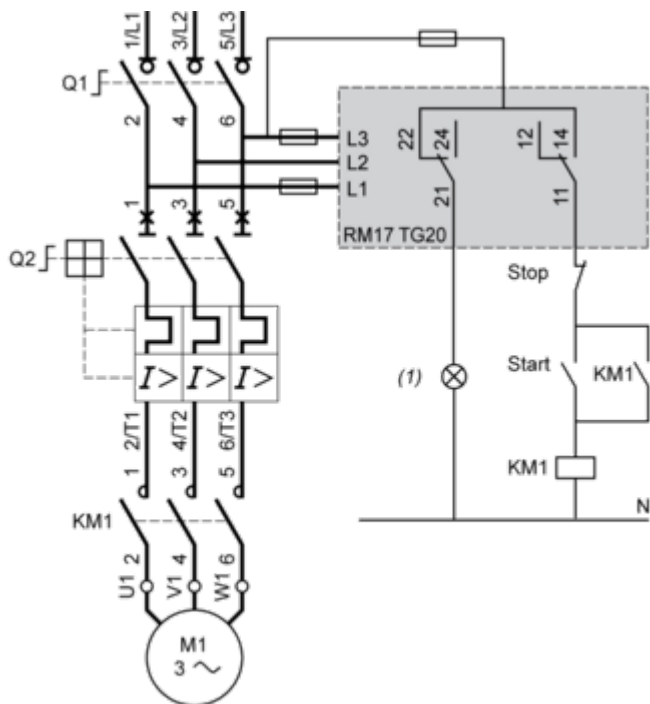 1/L1 3/L2 5/L3
Q1
2 4 6
L3
L2
L1
22 24 12 14
21 11
RM17 TG20
1 3 5
Q2
I> I> I>
2/T1 4/T2 6/T3
Stop
(1)
Start KM1
KM1
N
1 3 5
KM1
2 4 6
U1 V1 W1
M1
3 ~